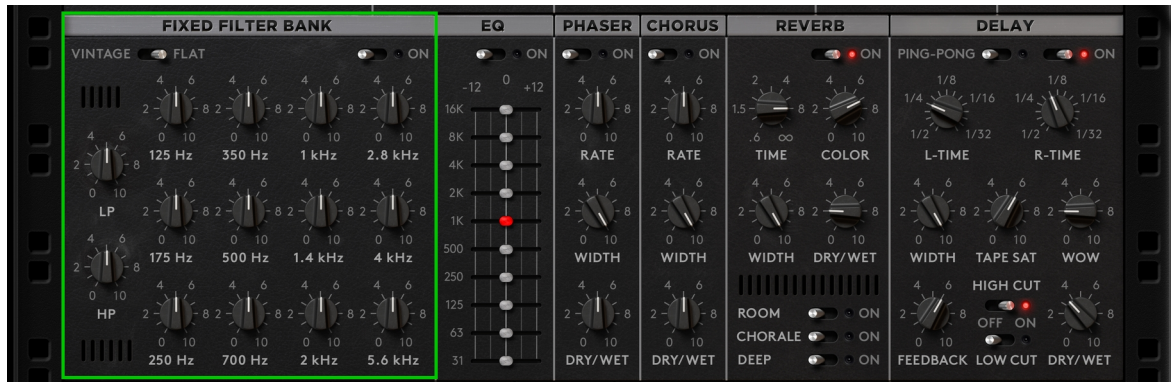 FIXED FILTER BANK EQ PHASER CHORUS REVERB DELAY
VINTAGE FLAT ON ON ON ON ON PING-PONG ON
-12 0 +12
4 6 4 6 4 6 4 6 4 6 4 6 2 4 4 6 1/8 1/8
2 8 2 8 2 8 2 8 16K 2 8 2 8 1.5 8 2 8 1/4 1/16 1/4 1/16
0 10 0 10 0 10 0 10 8K 0 10 0 10 .6 ∞ 0 10 1/2 1/32 1/2 1/32
125 Hz 350 Hz 1 kHz 2.8 kHz RATE RATE TIME COLOR L-TIME R-TIME
4 6
2 8
0 10
LP
4K
2K
4 6 4 6 4 6 4 6 4 6 4 6 4 6 4 6 4 6 4 6 4 6
2 8 2 8 2 8 2 8 1K 2 8 2 8 2 8 2 8 2 8 2 8 2 8
0 10 0 10 0 10 0 10 0 10 0 10 0 10 0 10 0 10 0 10 0 10
175 Hz 500 Hz 1.4 kHz 4 kHz 500 WIDTH WIDTH WIDTH DRY/WET WIDTH TAPE SAT WOW
4 6
2 8
0 10
HP
250
4 6 4 6 4 6 4 6 4 6 4 6 4 6 HIGH CUT 4 6
2 8 2 8 2 8 2 8 125 2 8 2 8 ROOM ON 2 8 OFF ON 2 8
0 10 0 10 0 10 0 10 63 0 10 0 10 CHORALE ON 0 10 0 10
250 Hz 700 Hz 2 kHz 5.6 kHz 31 DRY/WET DRY/WET DEEP ON FEEDBACK LOW CUT DRY/WET